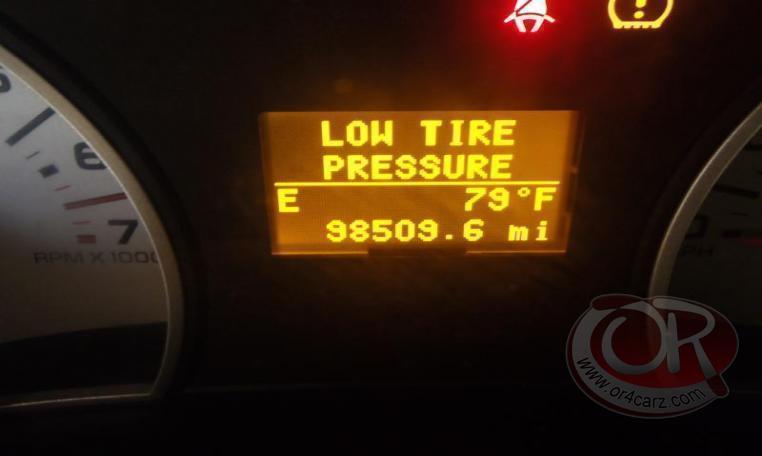 LOW TIRE
PRESSURE
E 79°F
98509.6 mi
6
7
RPM X 1000
OR
www.or4carz.com